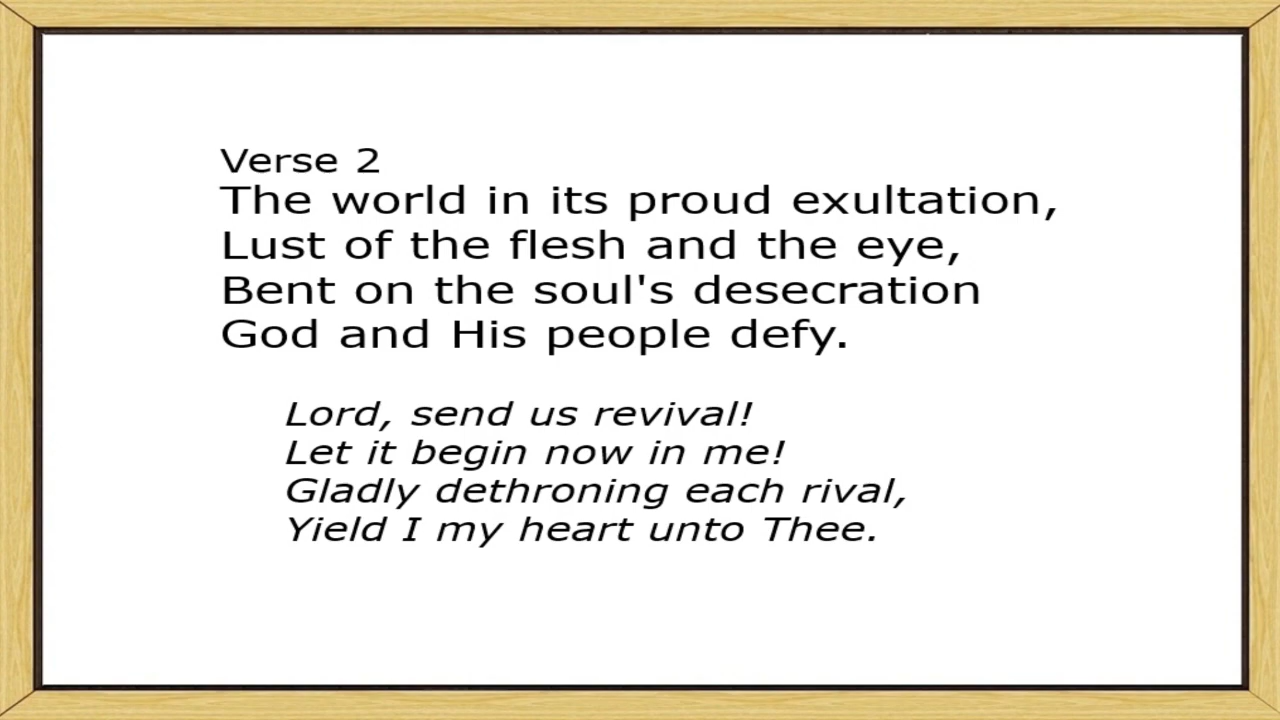 Verse 2
The world in its proud exultation,
Lust of the flesh and the eye,
Bent on the soul's desecration
God and His people defy.
Lord, send us revival!
Let it begin now in me!
Gladly dethroning each rival,
Yield I my heart unto Thee.